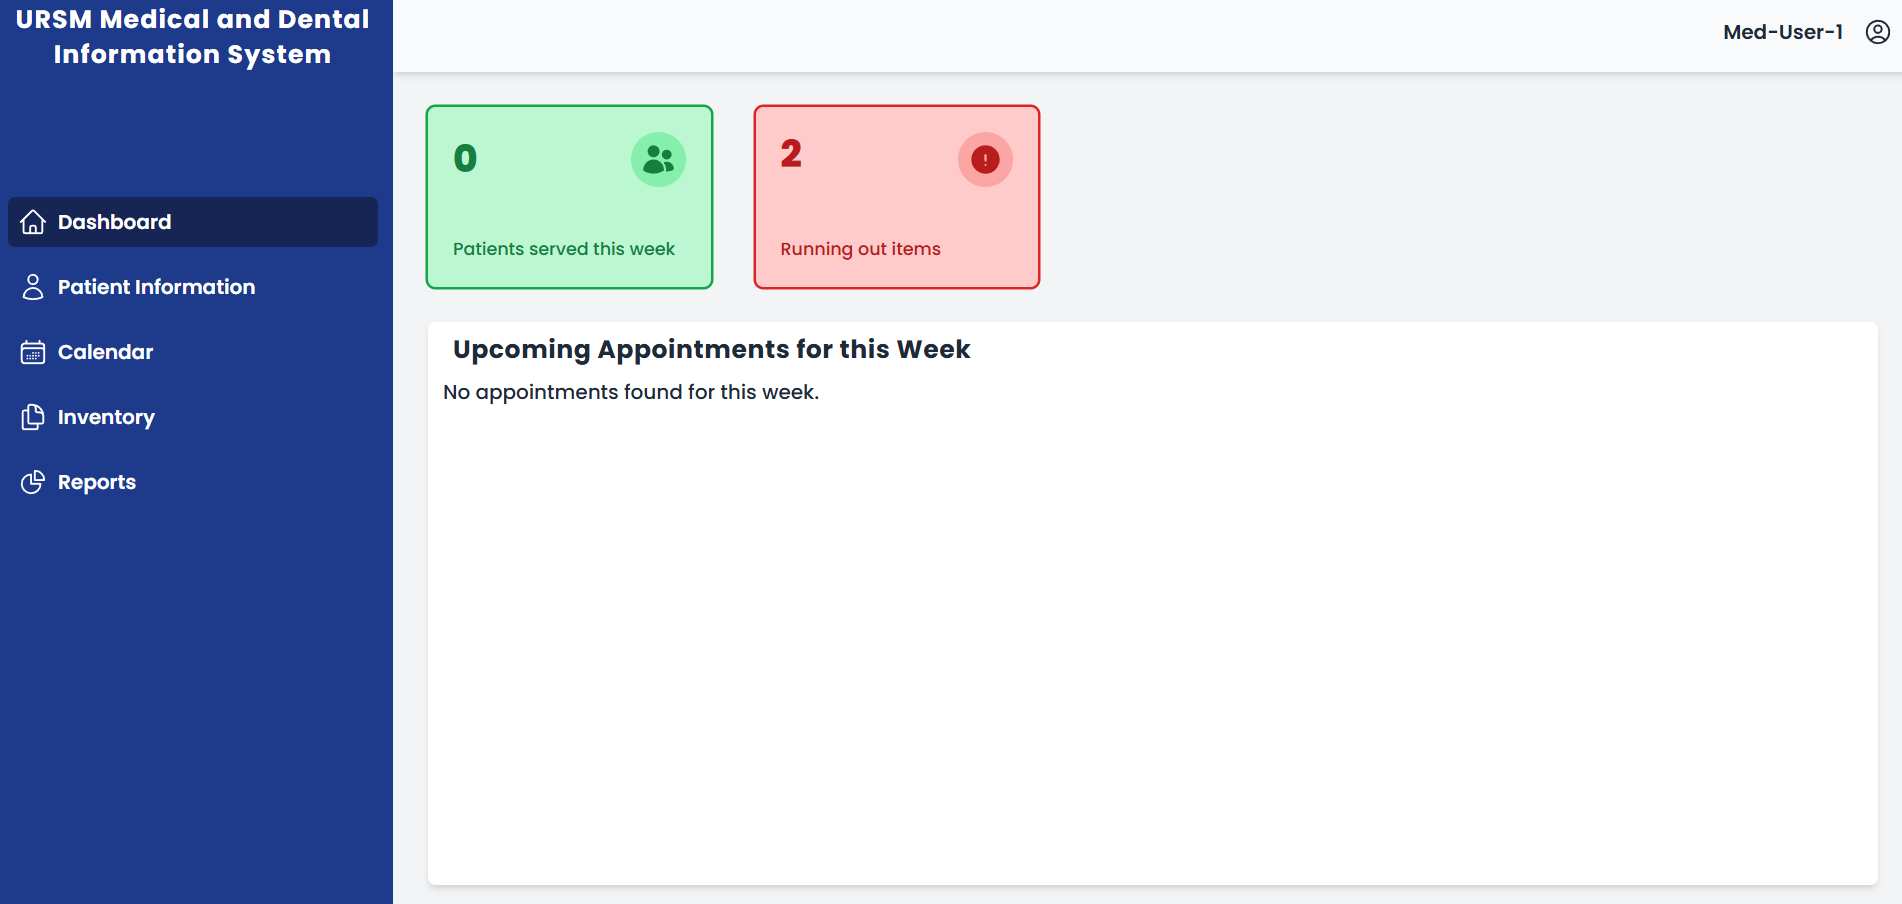 URSM Medical and Dental
Information System
Med-User-1
Dashboard
Patient Information
Calendar
Inventory
Reports
0
Patients served this week
2
!
Running out items
Upcoming Appointments for this Week
No appointments found for this week.